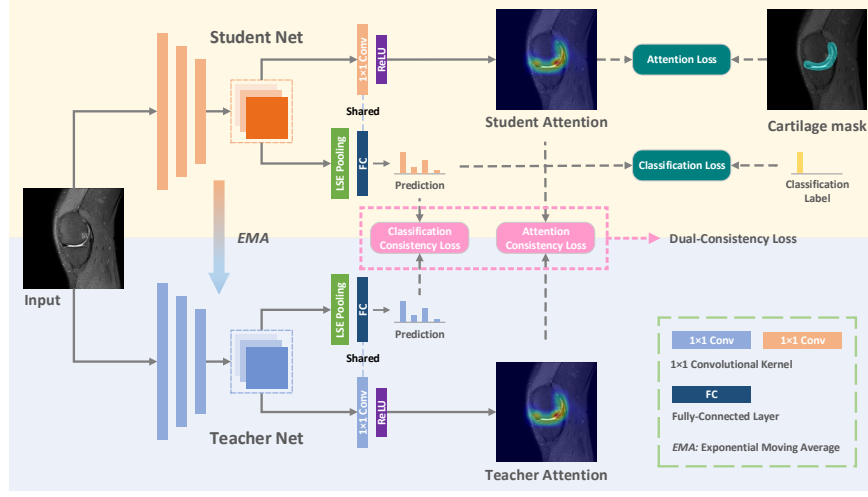 Student Net
1×1 Conv
ReLU
Attention Loss
Student Attention
Cartilage mask
Shared
LSE Pooling
FC
Prediction
Classification Loss
Classification
Label
Classification
Consistency Loss
Attention
Consistency Loss
Dual-Consistency Loss
EMA
Input
LSE Pooling
FC
Prediction
Shared
1×1 Conv
ReLU
Teacher Net
Teacher Attention
1×1 Conv
1×1 Conv
1×1 Convolutional Kernel
FC
Fully-Connected Layer
EMA: Exponential Moving Average